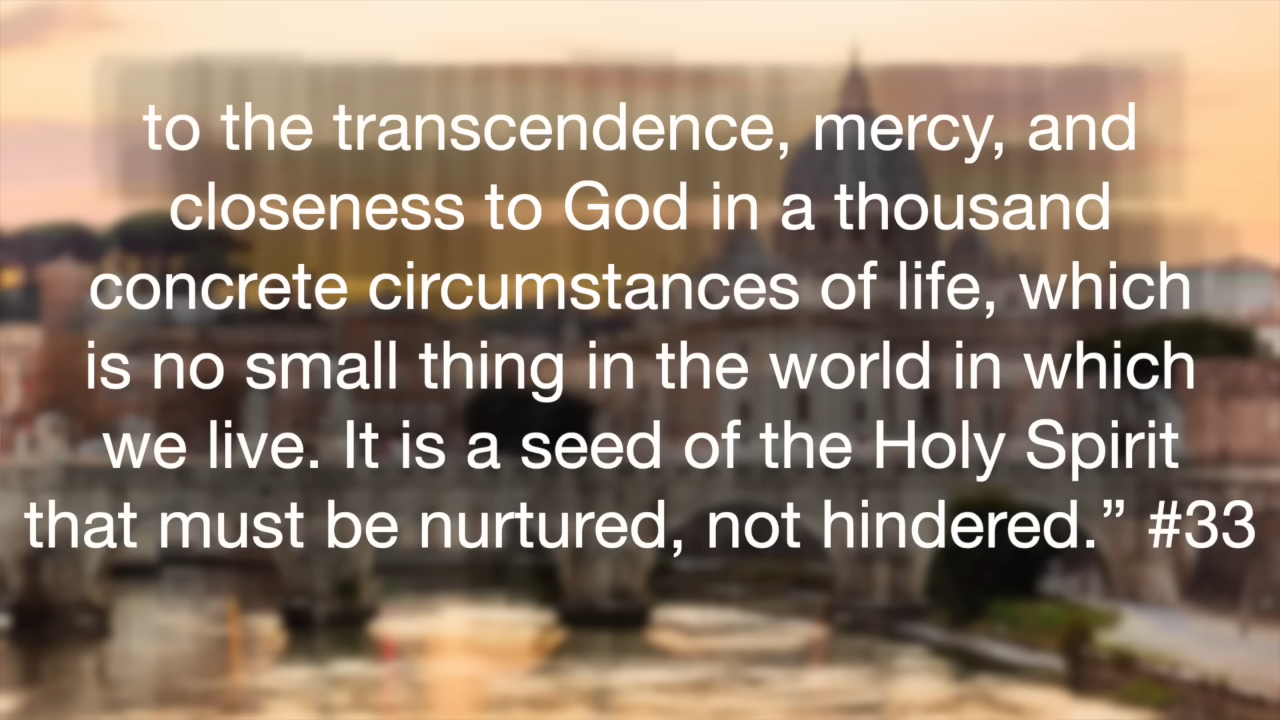 to the transcendence, mercy, and
closeness to God in a thousand
concrete circumstances of life, which
is no small thing in the world in which
we live. It is a seed of the Holy Spirit
that must be nurtured, not hindered.” #33